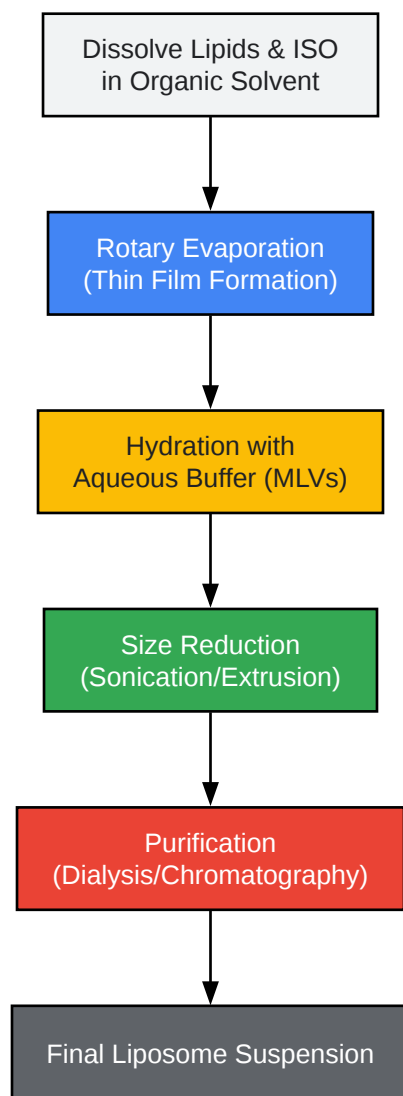 Dissolve Lipids & ISO
in Organic Solvent
Rotary Evaporation
(Thin Film Formation)
Hydration with
Aqueous Buffer (MLVs)
Size Reduction
(Sonication/Extrusion)
Purification
(Dialysis/Chromatography)
Final Liposome Suspension